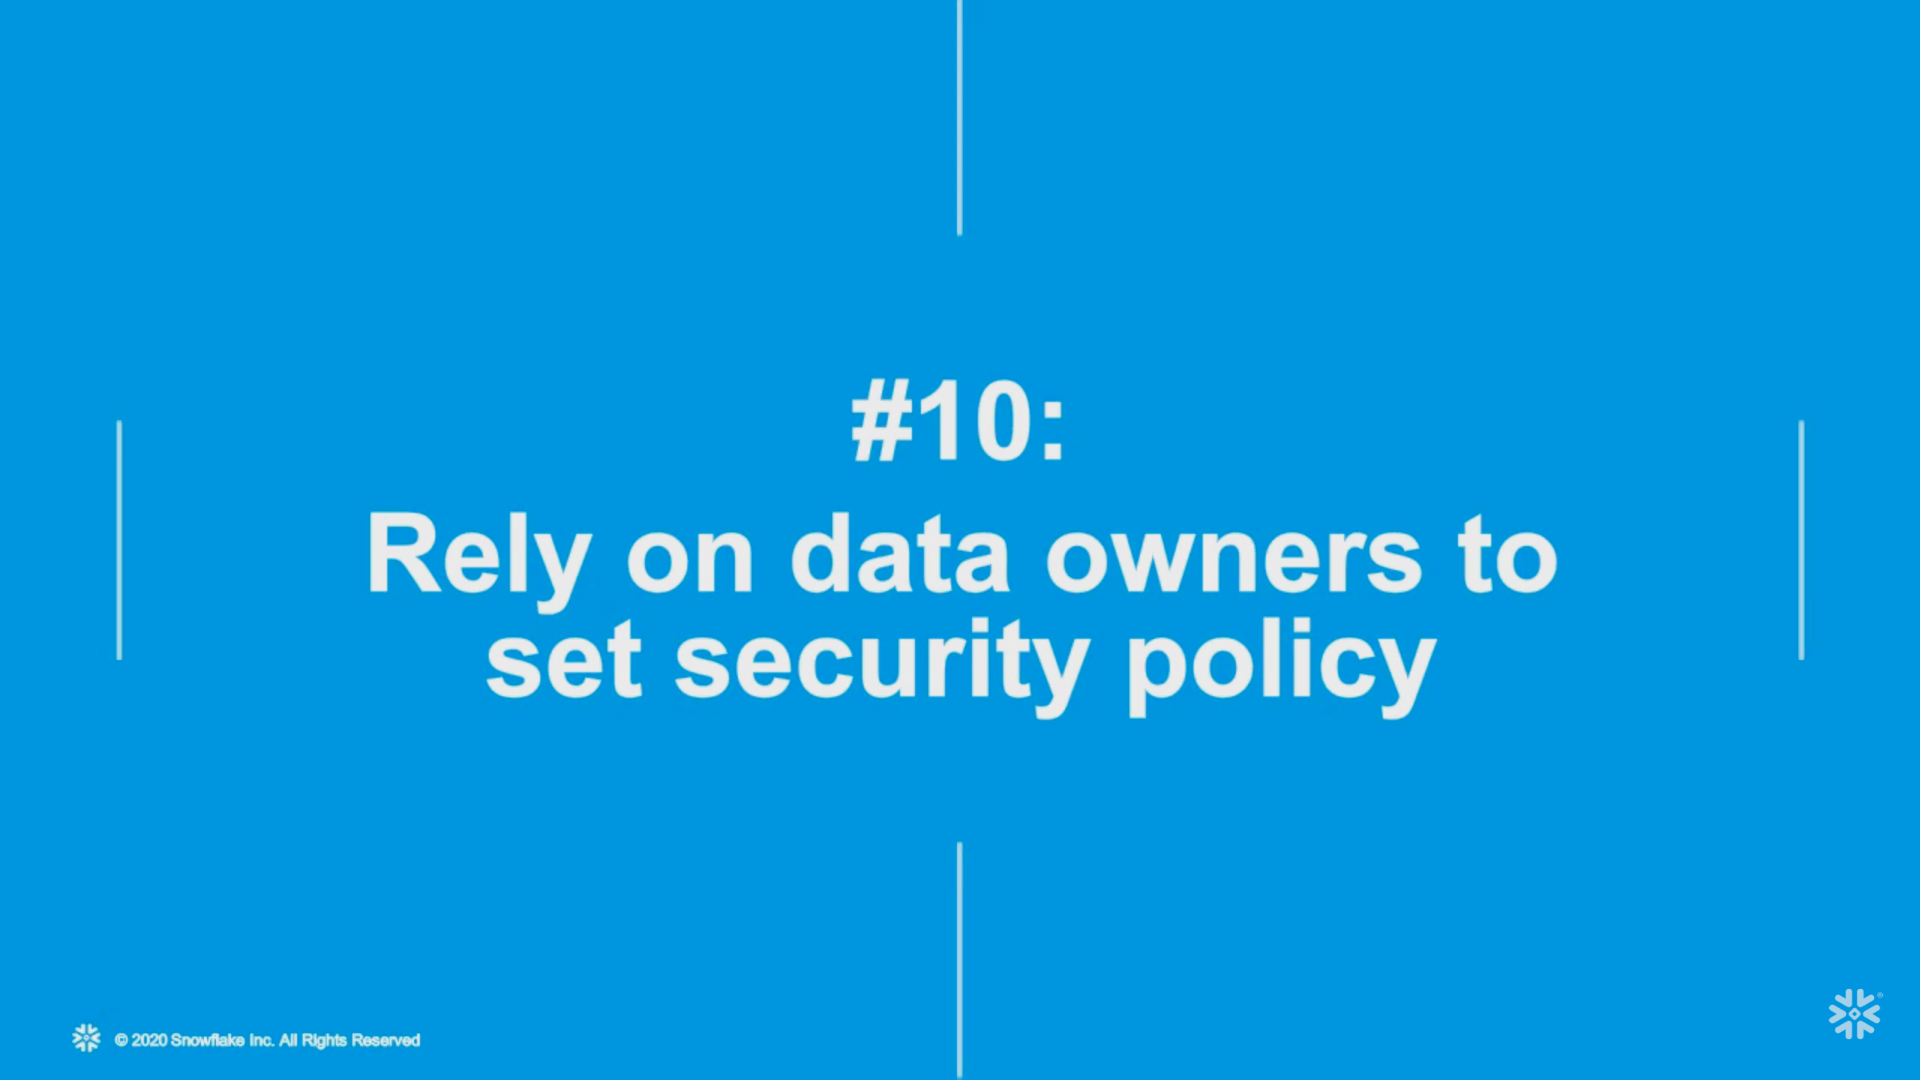 #10:
Rely on data owners to
set security policy
© 2020 Snowflake Inc. All Rights Reserved